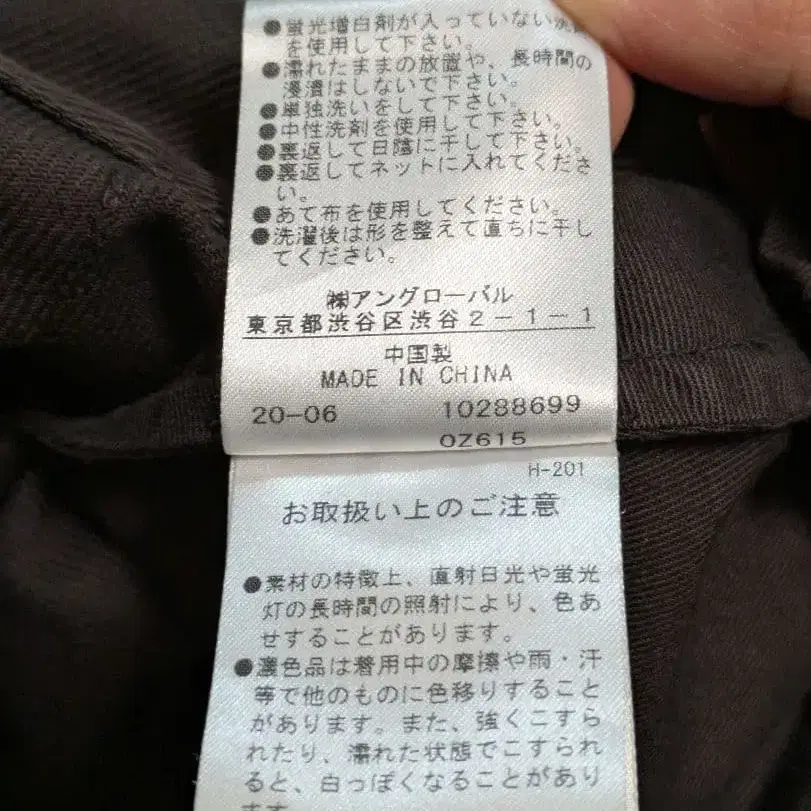 ●蛍光増白剤が入っていない洗剤
を使用して下さい。
●濡れたままの放置や、長時間の
浸漬はしないで下さい。
●単独洗いをして下さい。
●中性洗剤を使用して下さい。
●裏返して日陰に干して下さい。
●裏返してネットに入れてくださ
い。
●あて布を使用してください。
●洗濯後は形を整えて直ちに干し
てください。
㈱アングローバル
東京都渋谷区渋谷2-1-1
中国製
MADE IN CHINA
20-06 10288699
OZ615
H-201
お取扱い上のご注意
●素材の特徴上、直射日光や蛍光
灯の長時間の照射により、色あ
せすることがあります。
●濃色品は着用中の摩擦や雨・汗
等で他のものに色移りすること
があります。また、強くこすら
れたり、濡れた状態でこすられ
ると、白っぽくなることがあり
ます。